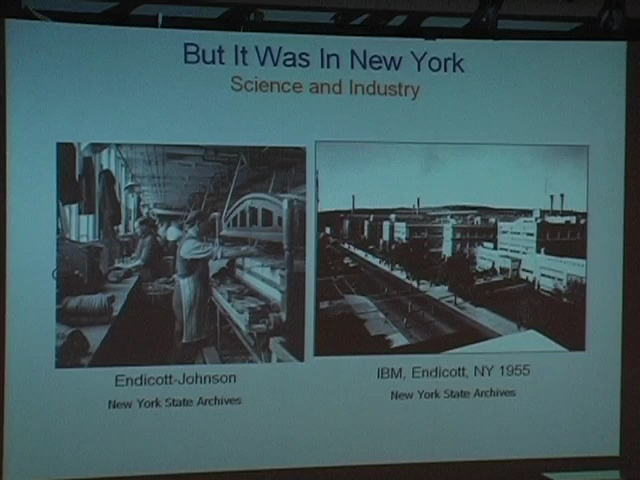 But It Was In New York
Science and Industry
Endicott-Johnson
New York State Archives
IBM, Endicott, NY 1955
New York State Archives